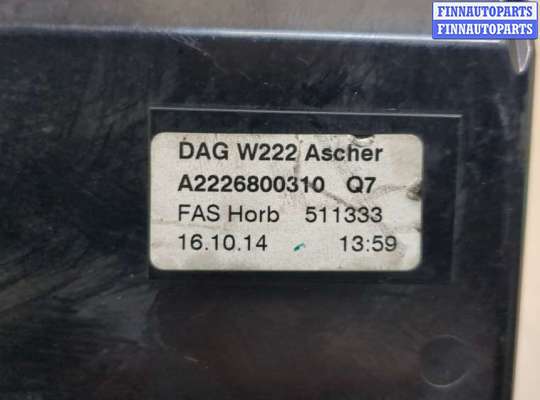 FINNAUTOPARTS
FINNAUTOPARTS
DAG W222 Ascher
A2226800310 Q7
FAS Horb 511333
16.10.14 13:59